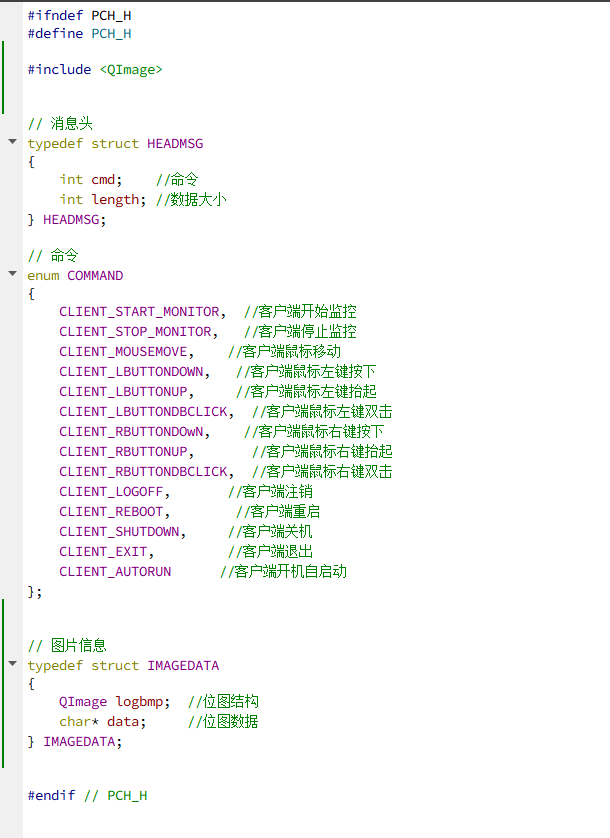 #ifndef PCH_H
#define PCH_H
#include <QImage>
// 消息头
typedef struct HEADMSG
{
int cmd; //命令
int length; //数据大小
} HEADMSG;
// 命令
enum COMMAND
{
CLIENT_START_MONITOR, //客户端开始监控
CLIENT_STOP_MONITOR, //客户端停止监控
CLIENT_MOUSEMOVE, //客户端鼠标移动
CLIENT_LBUTTONDOWN, //客户端鼠标左键按下
CLIENT_LBUTTONUP, //客户端鼠标左键抬起
CLIENT_LBUTTONDBCLICK, //客户端鼠标左键双击
CLIENT_RBUTTONDOwN, //客户端鼠标右键按下
CLIENT_RBUTTONUP, //客户端鼠标右键抬起
CLIENT_RBUTTONDBCLICK, //客户端鼠标右键双击
CLIENT_LOGOFF, //客户端注销
CLIENT_REBOOT, //客户端重启
CLIENT_SHUTDOWN, //客户端关机
CLIENT_EXIT, //客户端退出
CLIENT_AUTORUN //客户端开机自启动
};
// 图片信息
typedef struct IMAGEDATA
{
QImage logbmp; //位图结构
char* data; //位图数据
} IMAGEDATA;
#endif // PCH_H